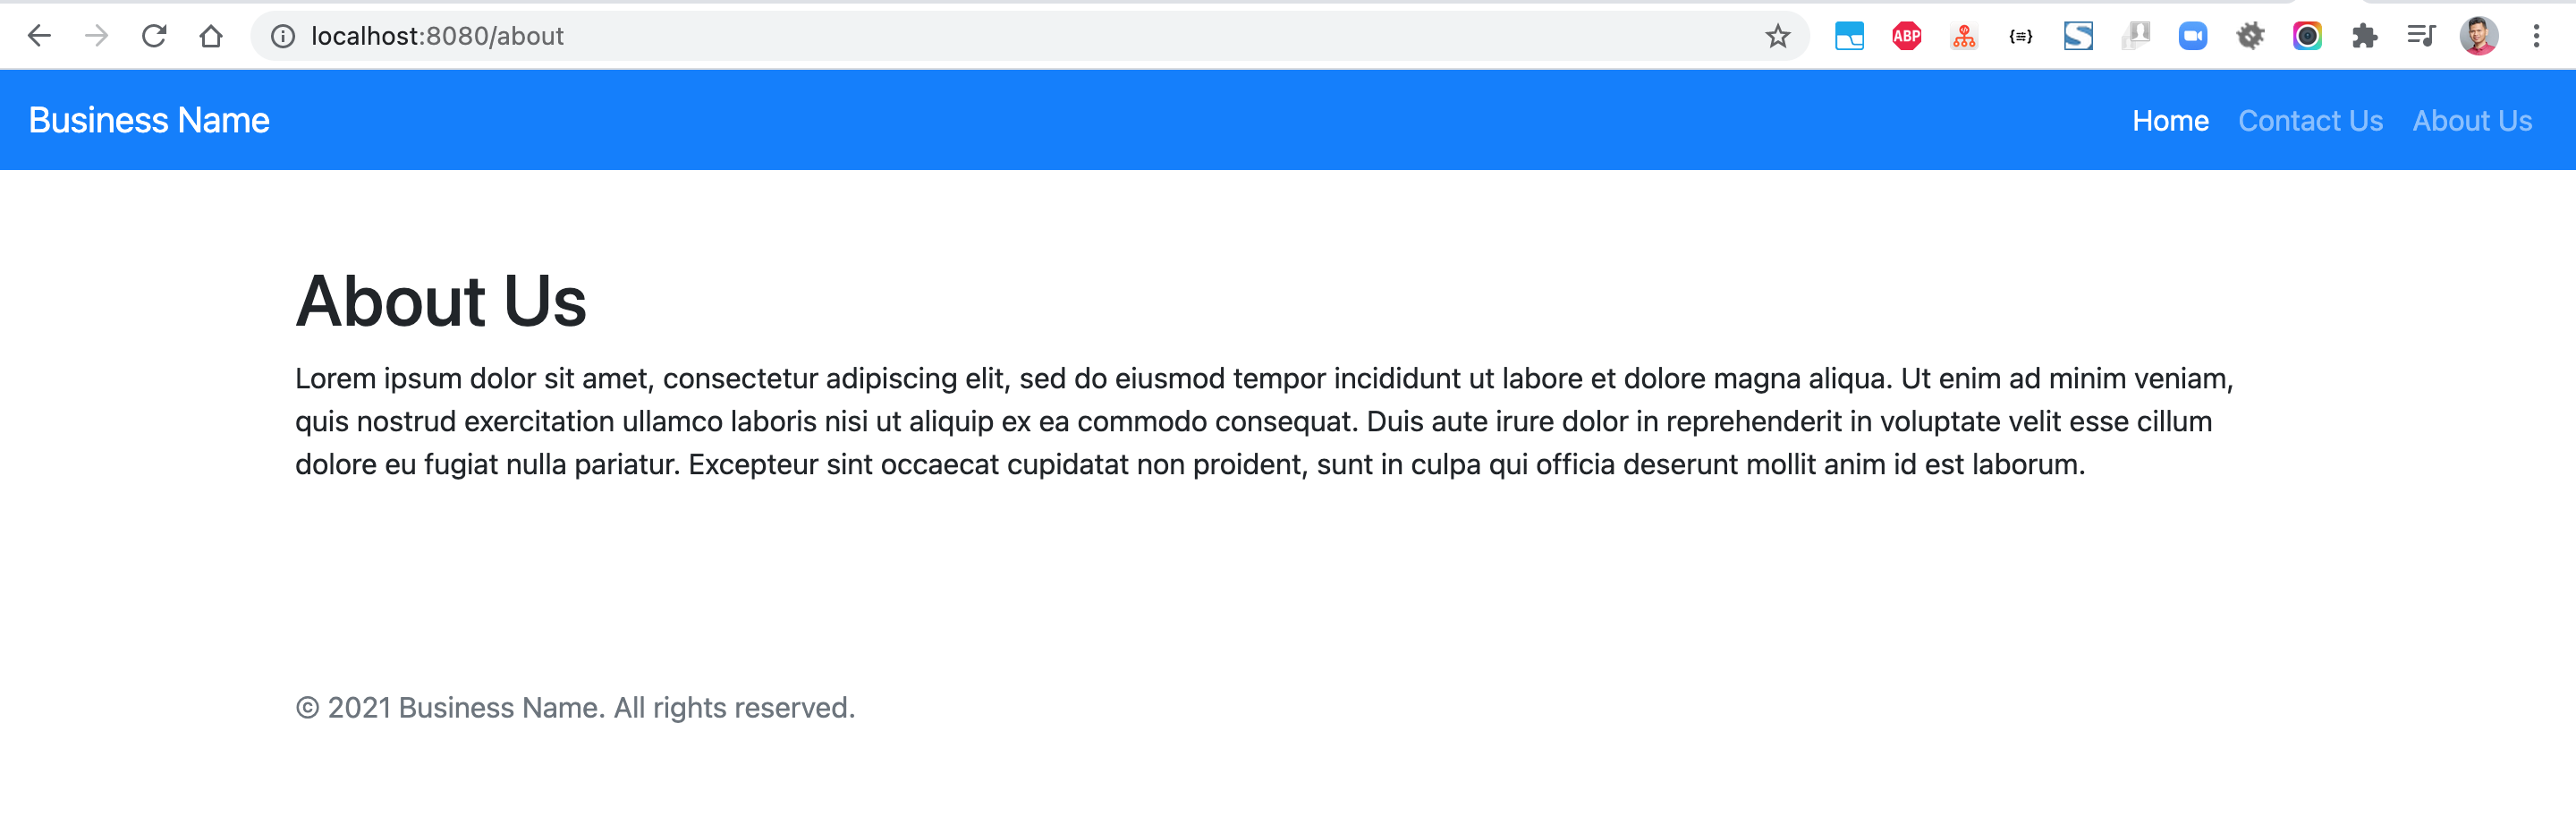 localhost:8080/about
ABP
Business Name
Home Contact Us About Us
About Us
Lorem ipsum dolor sit amet, consectetur adipiscing elit, sed do eiusmod tempor incididunt ut labore et dolore magna aliqua. Ut enim ad minim veniam,
quis nostrud exercitation ullamco laboris nisi ut aliquip ex ea commodo consequat. Duis aute irure dolor in reprehenderit in voluptate velit esse cillum
dolore eu fugiat nulla pariatur. Excepteur sint occaecat cupidatat non proident, sunt in culpa qui officia deserunt mollit anim id est laborum.
© 2021 Business Name. All rights reserved.